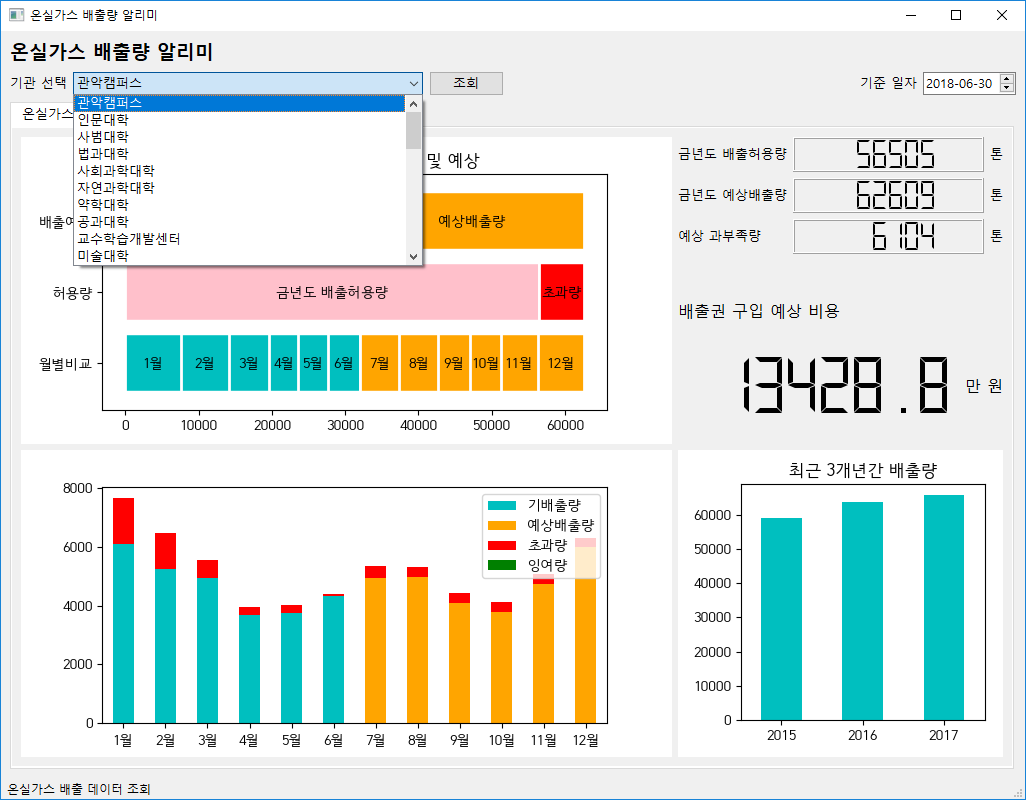 온실가스 배출량 알리미
온실가스 배출량 알리미
기관 선택 관악캠퍼스 조회 기준 일자 2018-06-30
온실가스
관악캠퍼스
인문대학
사범대학
법과대학
사회과학대학
자연과학대학
약학대학
공과대학
교수학습개발센터
미술대학
및 예상
배출예 예상배출량
허용량 금년도 배출허용량 초과량
월별비교 1월 2월 3월 4월 5월 6월 7월 8월 9월 10월 11월 12월
0 10000 20000 30000 40000 50000 60000
금년도 배출허용량 56505 톤
금년도 예상배출량 62609 톤
예상 과부족량 6104 톤
배출권 구입 예상 비용
13428.8 만 원
8000
6000
4000
2000
0
1월 2월 3월 4월 5월 6월 7월 8월 9월 10월 11월 12월
기배출량
예상배출량
초과량
잉여량
최근 3개년간 배출량
60000
50000
40000
30000
20000
10000
0
2015 2016 2017
온실가스 배출 데이터 조회